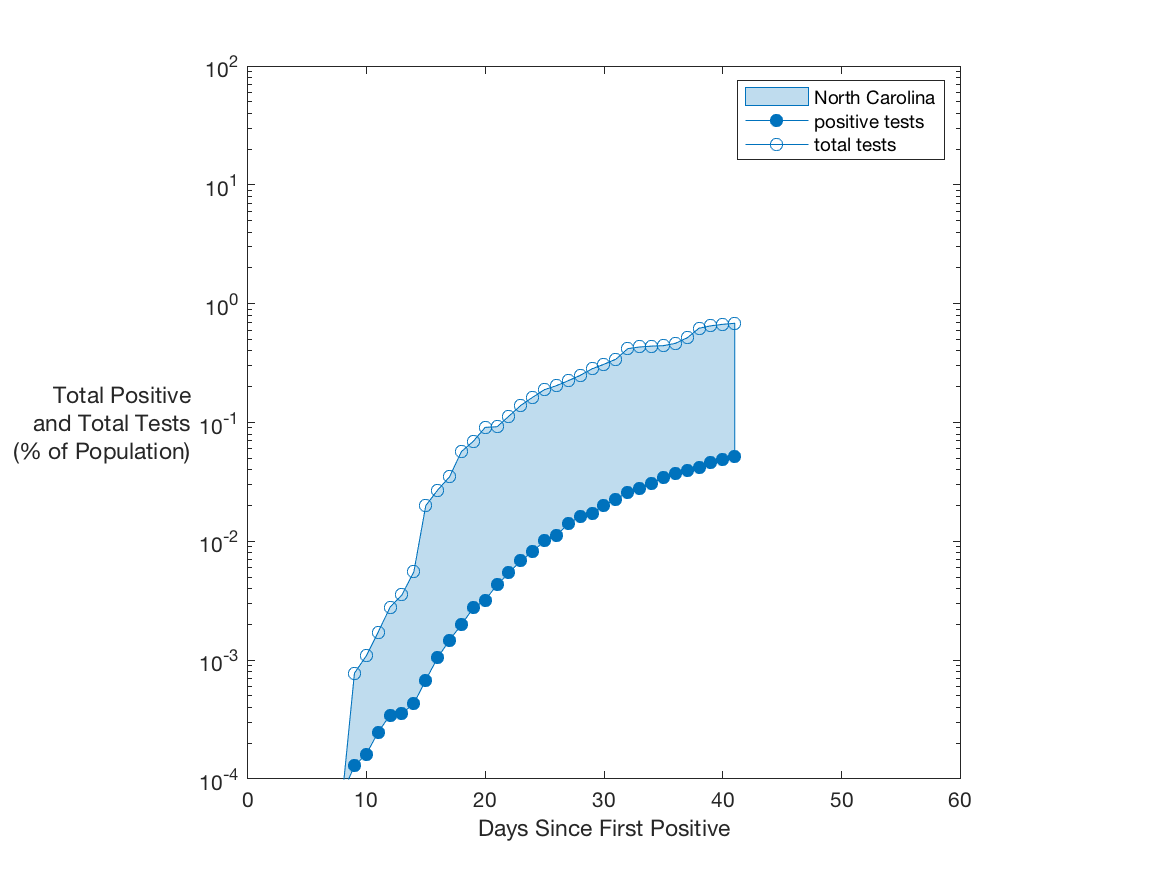 10^2
10^1
10^0
10^-1
10^-2
10^-3
10^-4
Total Positive
and Total Tests
(% of Population)
North Carolina
positive tests
total tests
0 10 20 30 40 50 60
Days Since First Positive